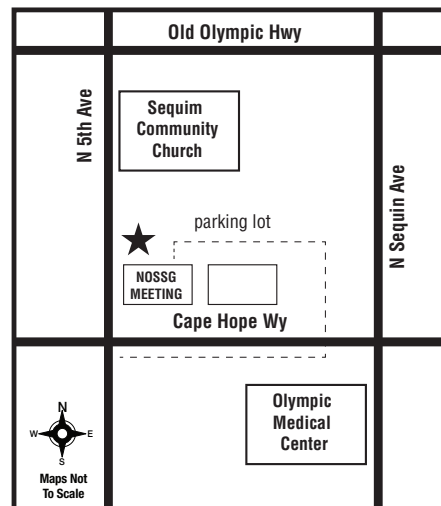 Old Olympic Hwy
N 5th Ave
Sequim
Community
Church
N Sequin Ave
parking lot
NOSSG
MEETING
Cape Hope Wy
Olympic
Medical
Center
N
W E
S
Maps Not
To Scale